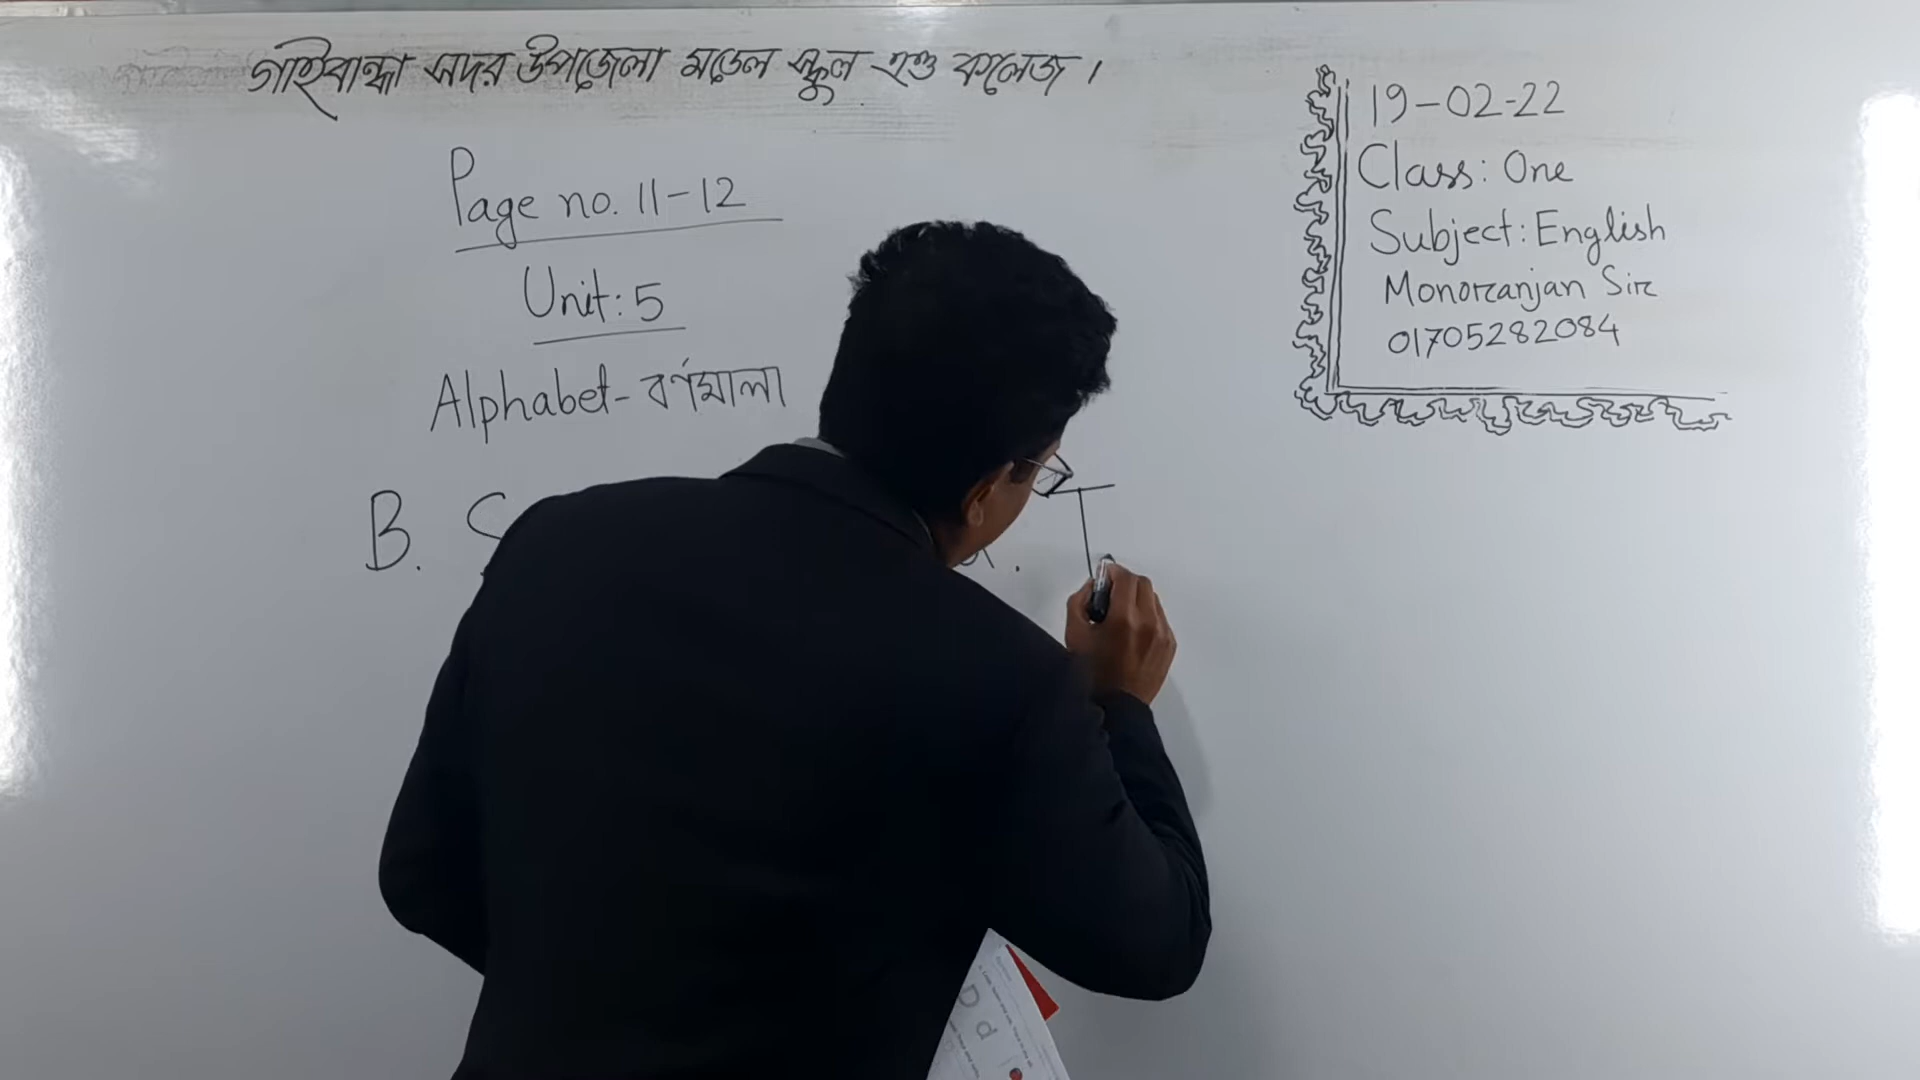 গাইবান্ধা সদর উপজেলা মডেল স্কুল এণ্ড কলেজ।
19-02-22
Class: One
Subject: English
Monoranjan Sir
01705282084
Page no. 11-12
Unit: 5
Alphabet - বর্ণমালা
B. S
T
D d